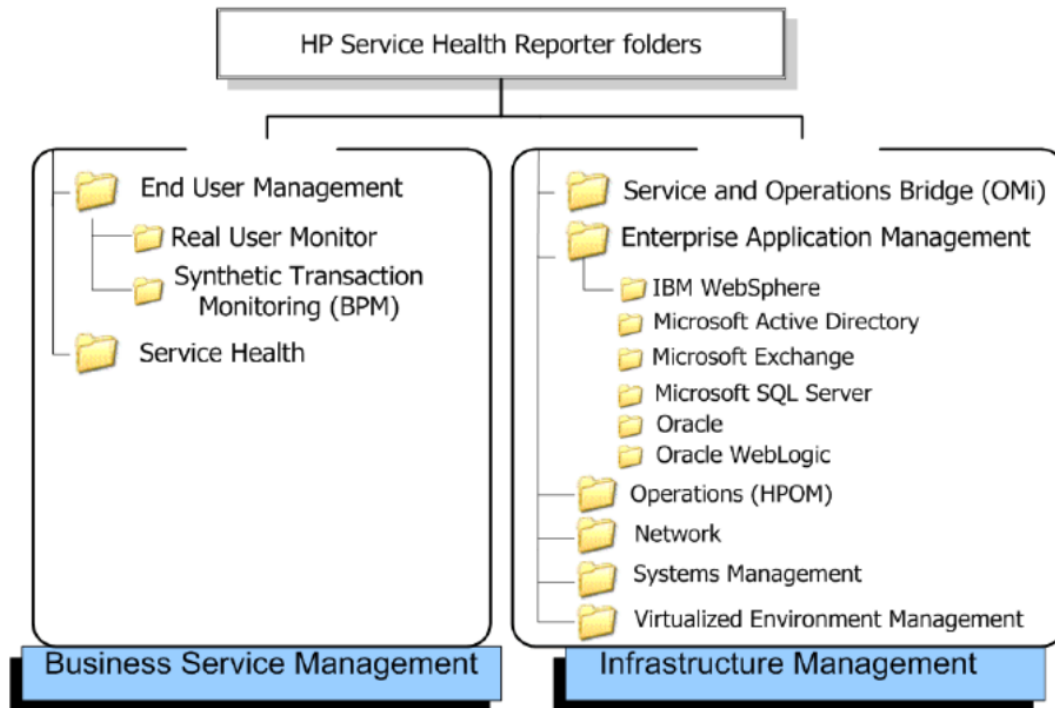 HP Service Health Reporter folders
End User Management
Real User Monitor
Synthetic Transaction
Monitoring (BPM)
Service Health
Business Service Management
Service and Operations Bridge (OMi)
Enterprise Application Management
IBM WebSphere
Microsoft Active Directory
Microsoft Exchange
Microsoft SQL Server
Oracle
Oracle WebLogic
Operations (HPOM)
Network
Systems Management
Virtualized Environment Management
Infrastructure Management